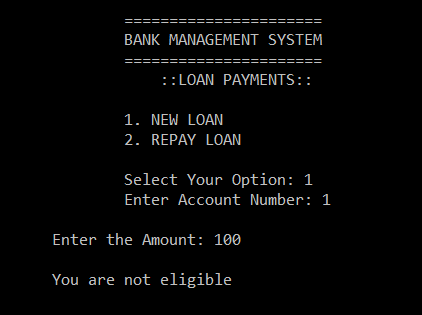 ======================
BANK MANAGEMENT SYSTEM
======================
::LOAN PAYMENTS::
1. NEW LOAN
2. REPAY LOAN
Select Your Option: 1
Enter Account Number: 1
Enter the Amount: 100
You are not eligible